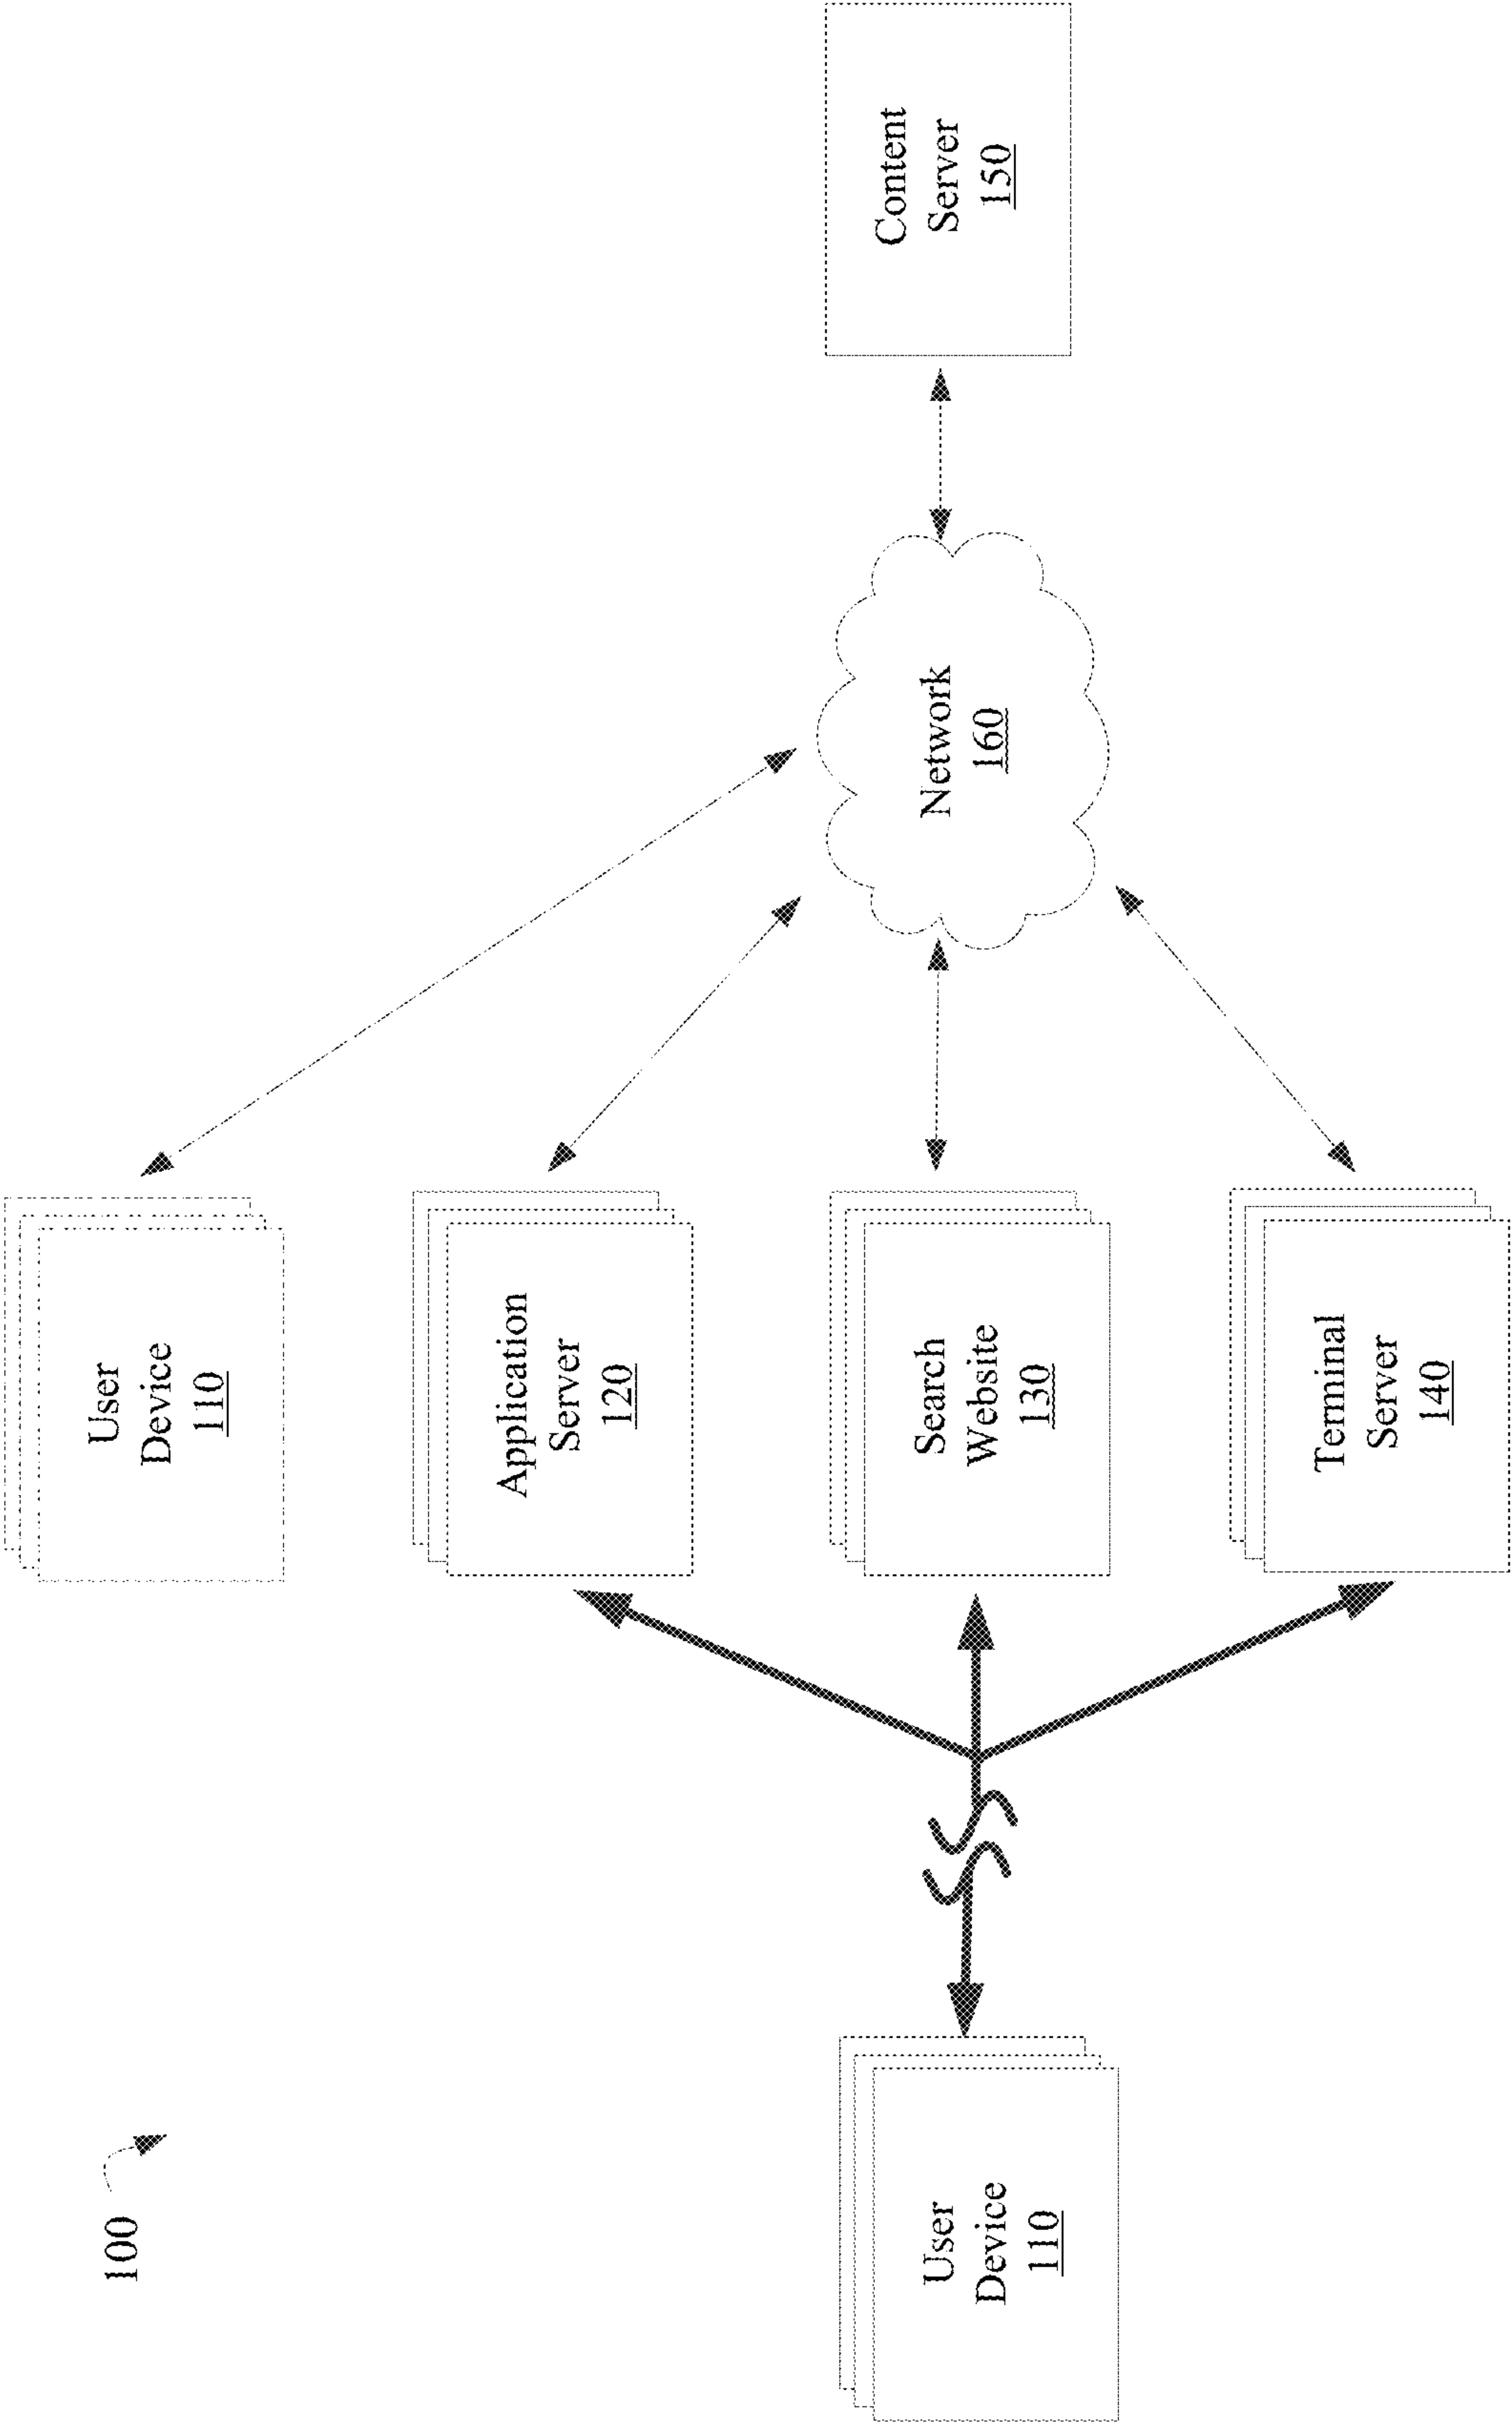 100
User
Device
110
Application
Server
120
Search
Website
130
Terminal
Server
140
User
Device
110
Network
160
Content
Server
150